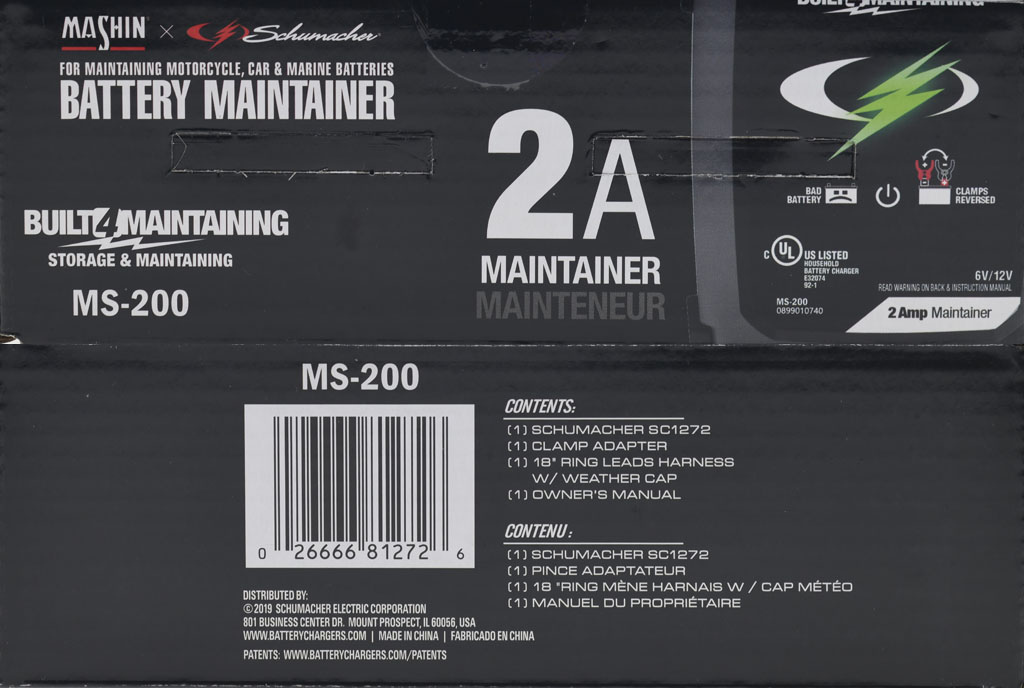 MASHIN × Schumacher
FOR MAINTAINING MOTORCYCLE, CAR & MARINE BATTERIES
BATTERY MAINTAINER
BUILT4MAINTAINING
STORAGE & MAINTAINING
MS-200
2A
MAINTAINER
MAINTENEUR
BUILT4MAINTAINING
BAD
BATTERY
CLAMPS
REVERSED
C UL US LISTED
HOUSEHOLD
BATTERY CHARGER
E32074
92-1
6V/12V
READ WARNING ON BACK & INSTRUCTION MANUAL
MS-200
0899010740
2 Amp Maintainer
MS-200
0 26666 81272 6
CONTENTS:
(1) SCHUMACHER SC1272
(1) CLAMP ADAPTER
(1) 18" RING LEADS HARNESS
W/ WEATHER CAP
(1) OWNER'S MANUAL
CONTENU :
(1) SCHUMACHER SC1272
(1) PINCE ADAPTATEUR
(1) 18 "RING MÈNE HARNAIS W / CAP MÉTÉO
(1) MANUEL DU PROPRIÉTAIRE
DISTRIBUTED BY:
©2019 SCHUMACHER ELECTRIC CORPORATION
801 BUSINESS CENTER DR. MOUNT PROSPECT, IL 60056, USA
WWW.BATTERYCHARGERS.COM | MADE IN CHINA | FABRICADO EN CHINA
PATENTS: WWW.BATTERYCHARGERS.COM/PATENTS